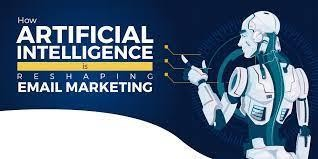 How
ARTIFICIAL
INTELLIGENCE
is
RESHAPING
EMAIL MARKETING